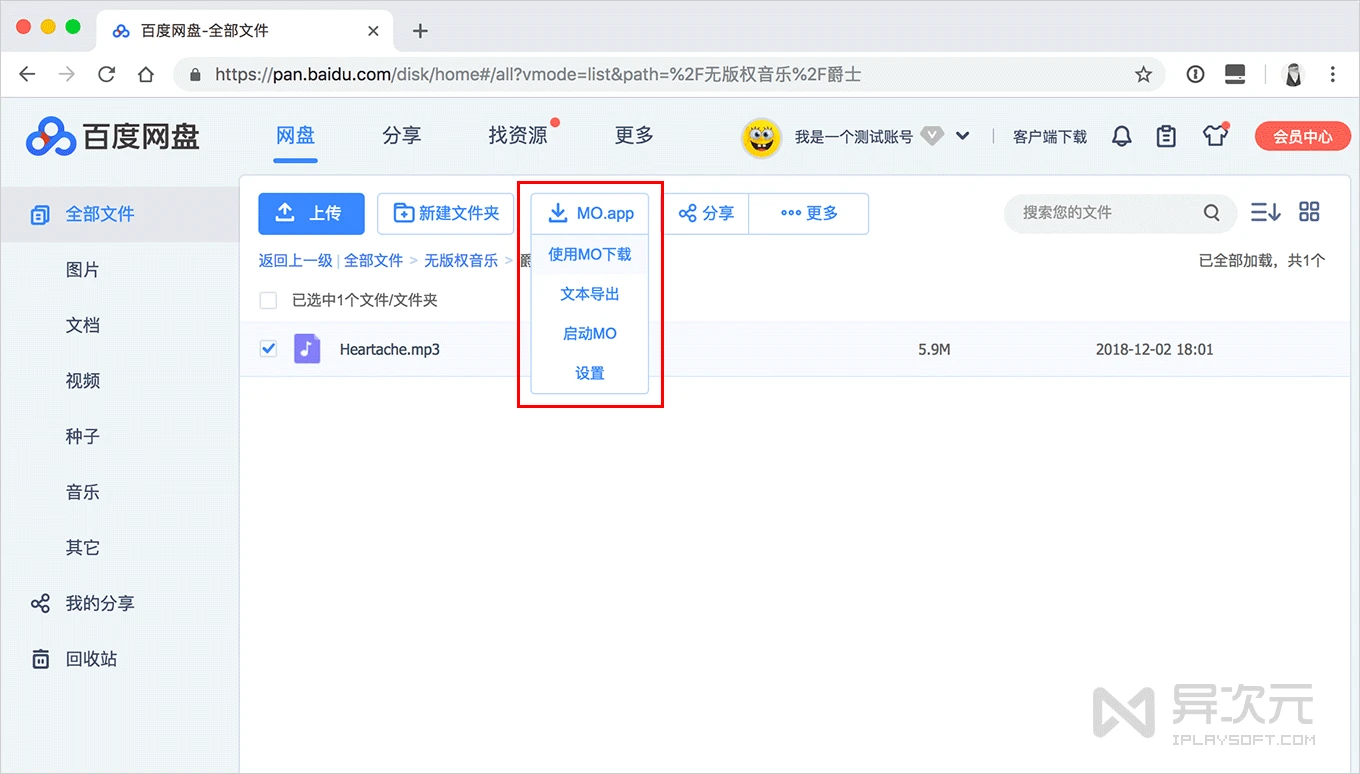 百度网盘-全部文件
https://pan.baidu.com/disk/home#/all?vmode=list&path=%2F无版权音乐%2F爵士
百度网盘 网盘 分享 找资源 更多 我是一个测试账号 客户端下载 会员中心
全部文件 上传 新建文件夹 MO.app 分享 更多 搜索您的文件
返回上一级 | 全部文件 > 无版权音乐 > 使用MO下载 已全部加载，共1个
图片
已选中1个文件/文件夹 文本导出
文档
Heartache.mp3 启动MO 5.9M 2018-12-02 18:01
视频 设置
种子
音乐
其它
我的分享
回收站
异次元
IPLAYSOFT.COM